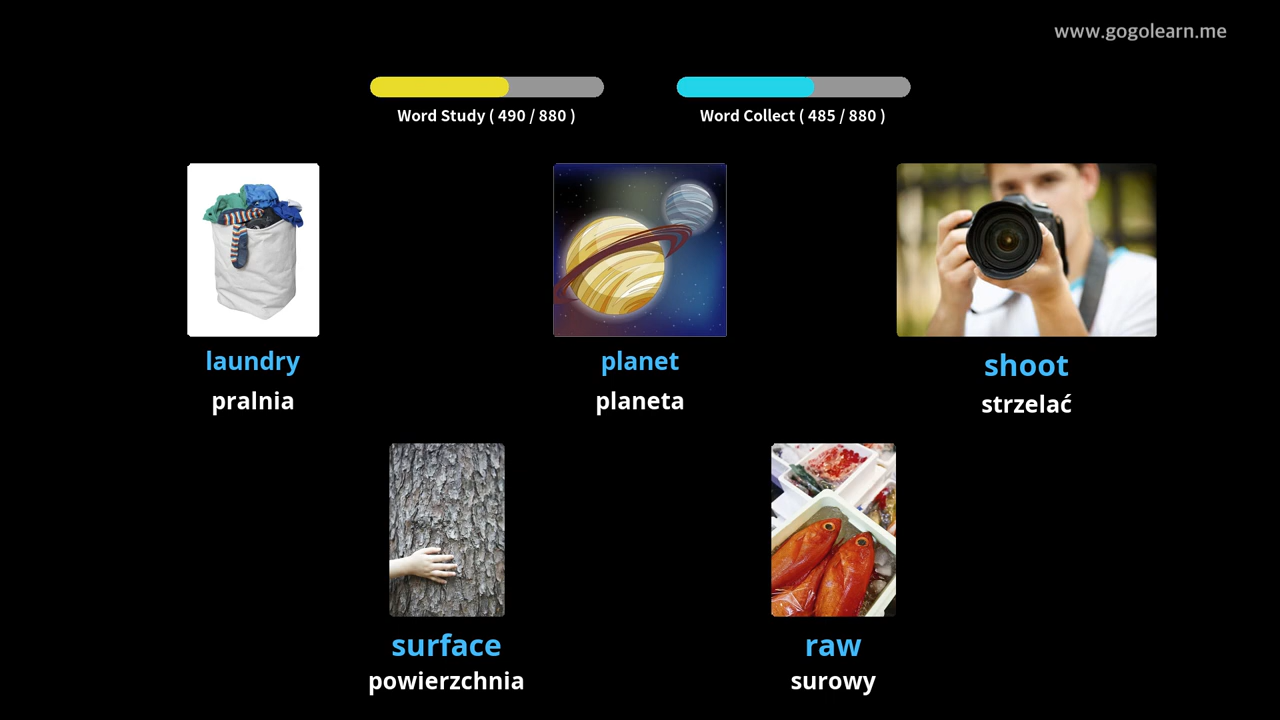 www.gogolearn.me
Word Study ( 490 / 880 )
Word Collect ( 485 / 880 )
laundry
pralnia
planet
planeta
shoot
strzelać
surface
powierzchnia
raw
surowy